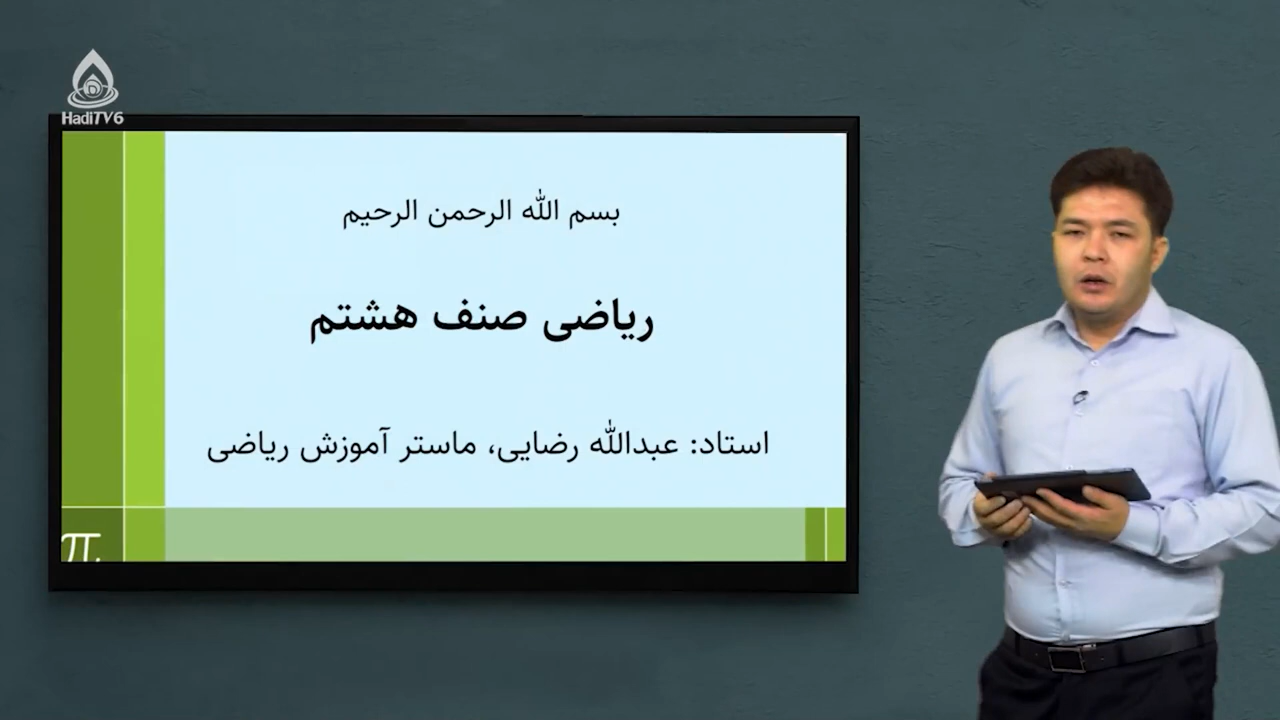 HadiTV6
بسم الله الرحمن الرحیم
ریاضی صنف هشتم
استاد: عبدالله رضایی، ماستر آموزش ریاضی
π